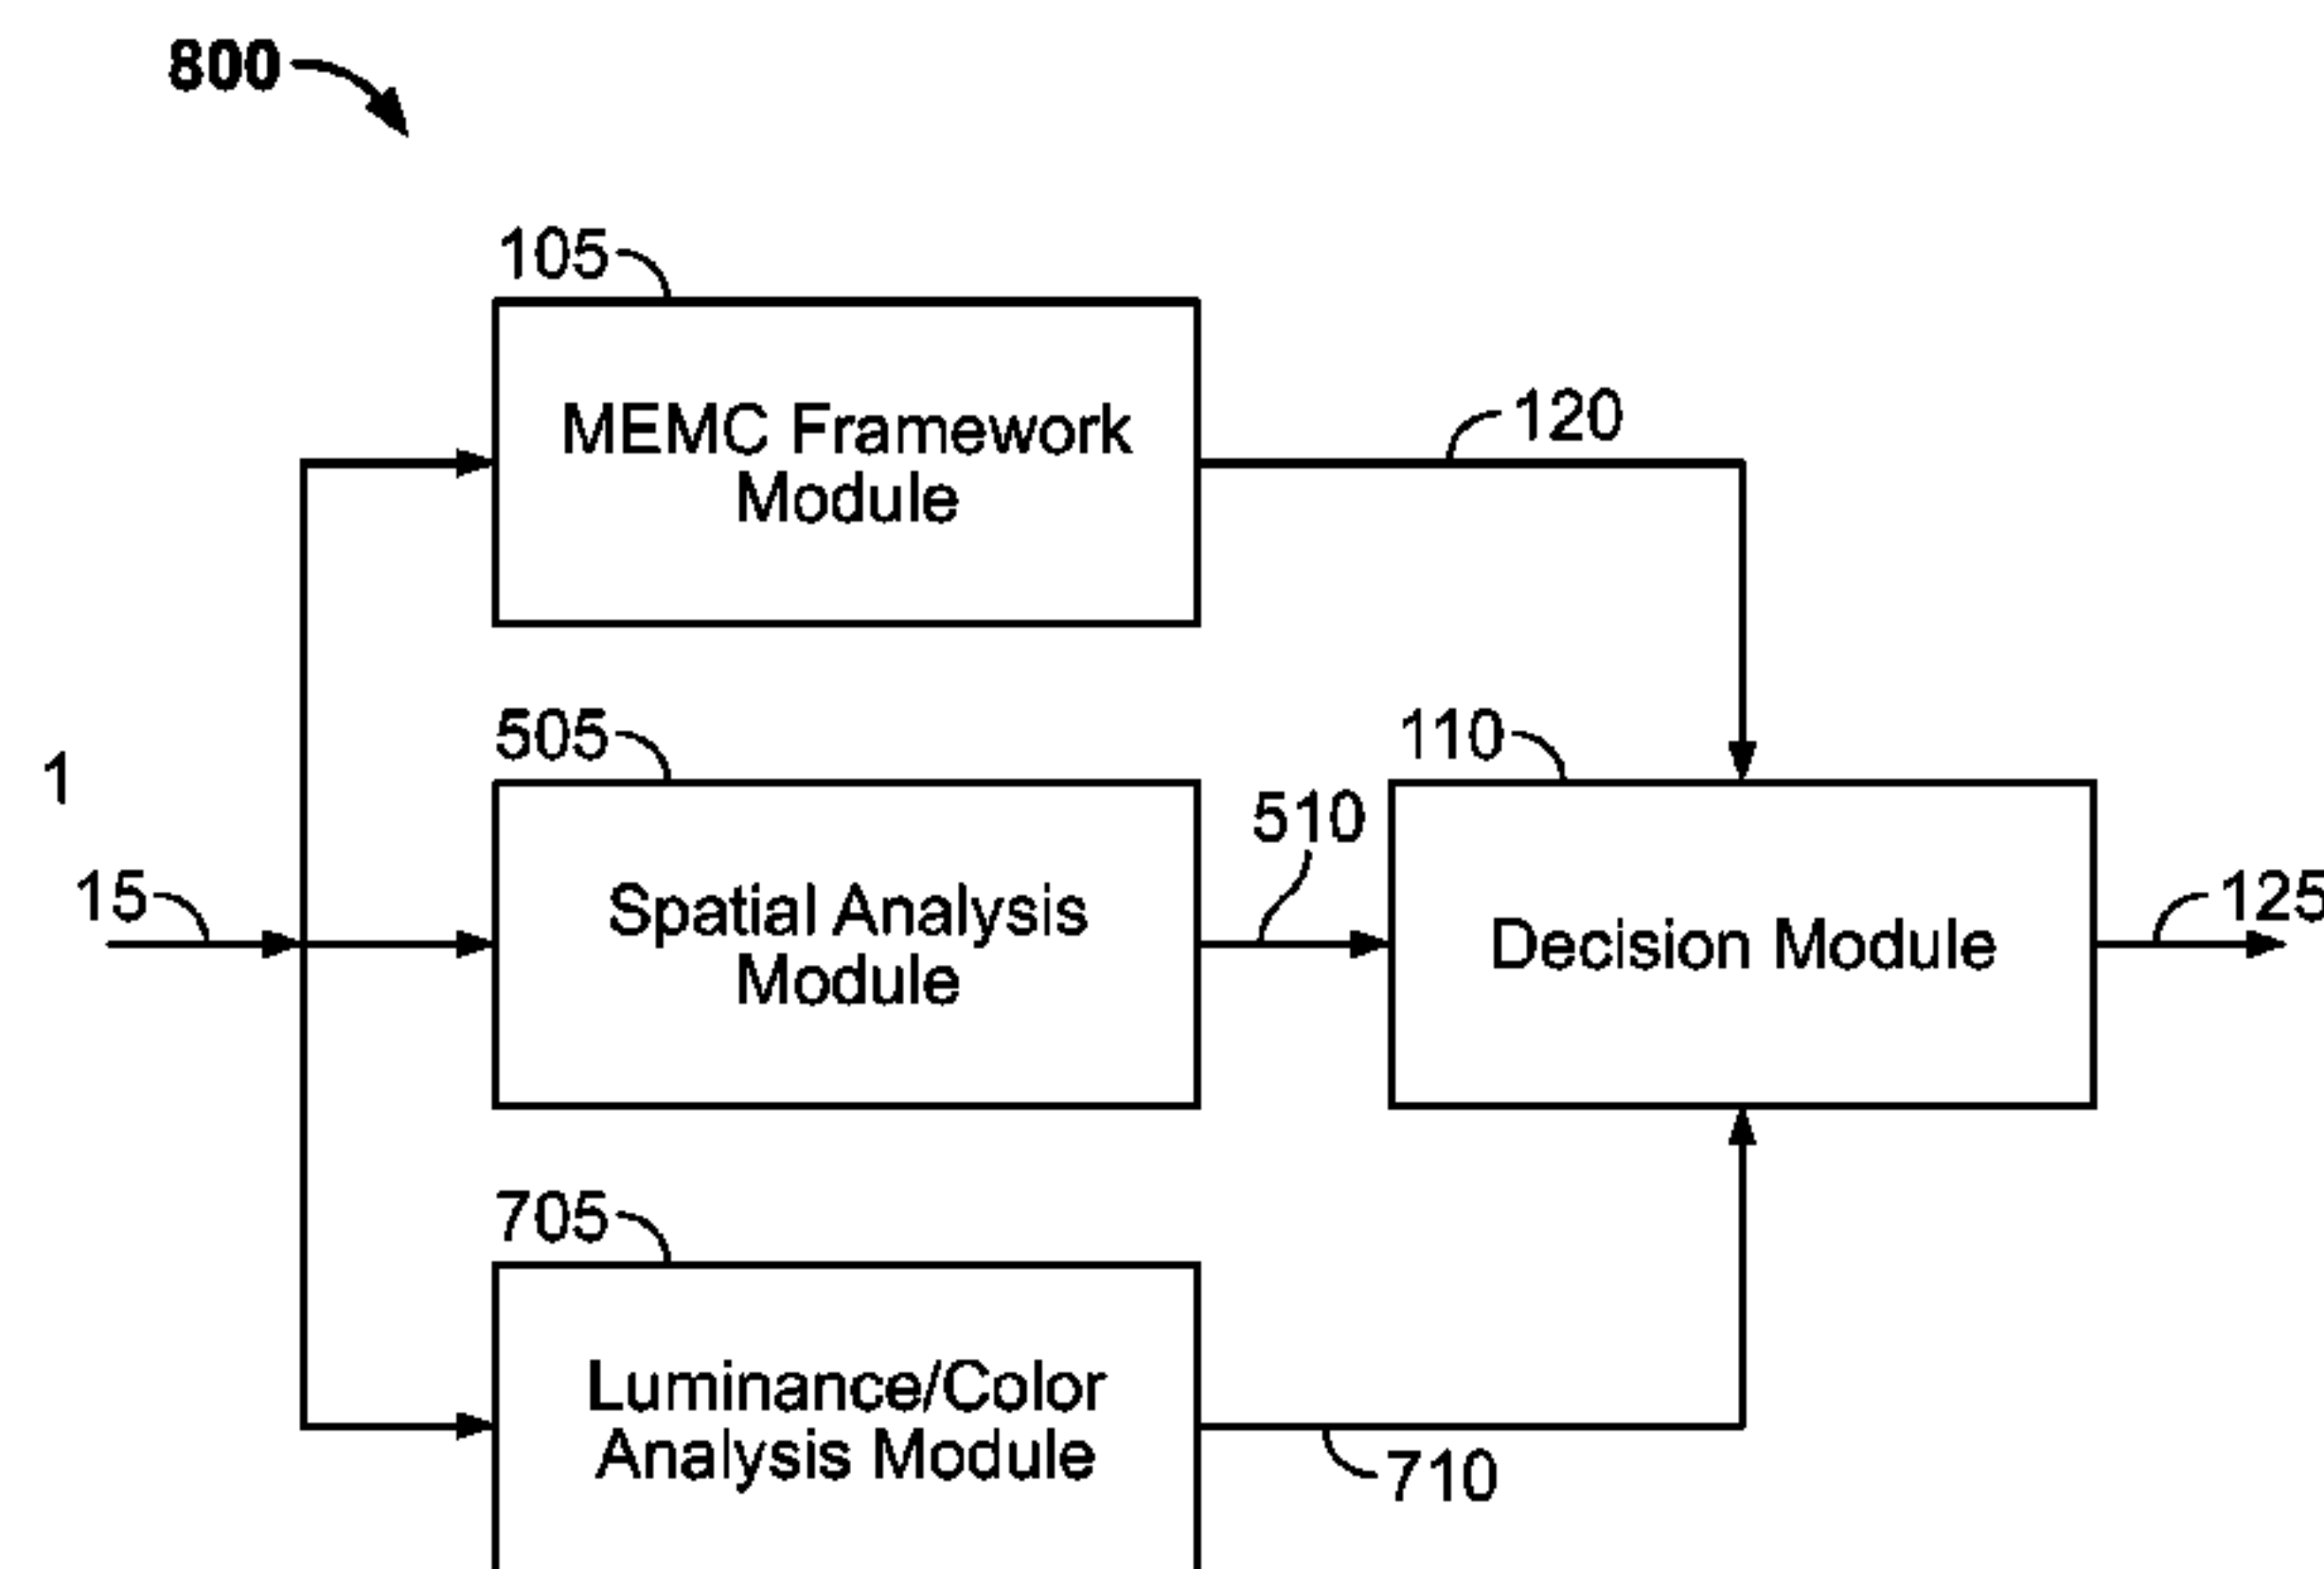 800
105
MEMC Framework
Module
120
505
Spatial Analysis
Module
510
110
Decision Module
125
1
15
705
Luminance/Color
Analysis Module
710